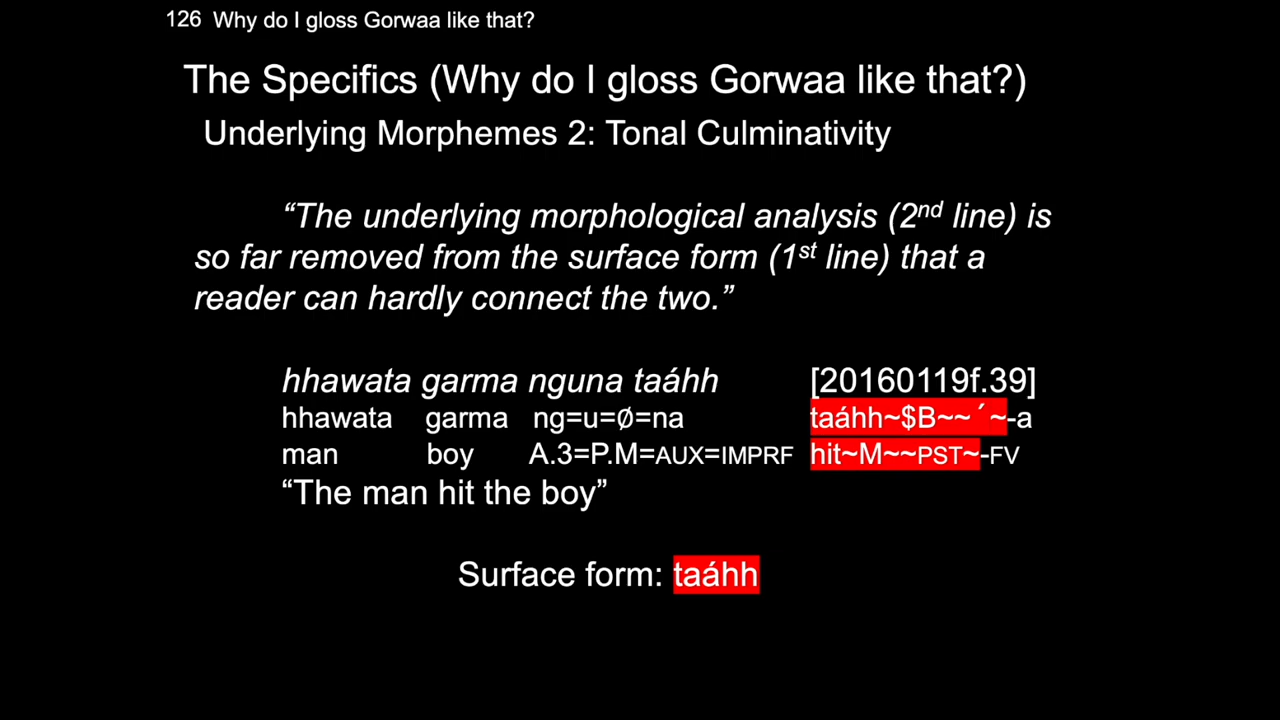 126 Why do I gloss Gorwaa like that?
The Specifics (Why do I gloss Gorwaa like that?)
Underlying Morphemes 2: Tonal Culminativity
“The underlying morphological analysis (2nd line) is
so far removed from the surface form (1st line) that a
reader can hardly connect the two.”
hhawata garma nguna taáhh [20160119f.39]
hhawata garma ng=u=∅=na taáhh~$B~~ ́~-a
man boy A.3=P.M=AUX=IMPRF hit~M~~PST~-FV
“The man hit the boy”
Surface form: taáhh